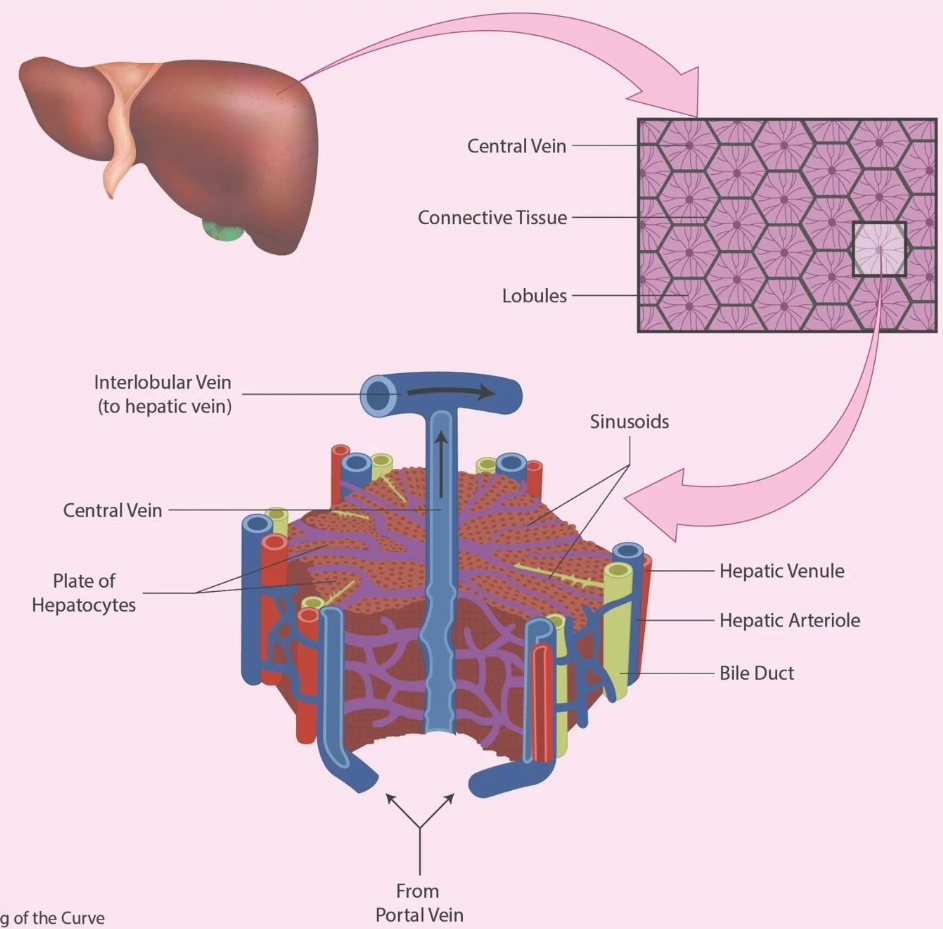 Central Vein
Connective Tissue
Lobules
Interlobular Vein
(to hepatic vein)
Sinusoids
Central Vein
Plate of
Hepatocytes
Hepatic Venule
Hepatic Arteriole
Bile Duct
From
Portal Vein
g of the Curve